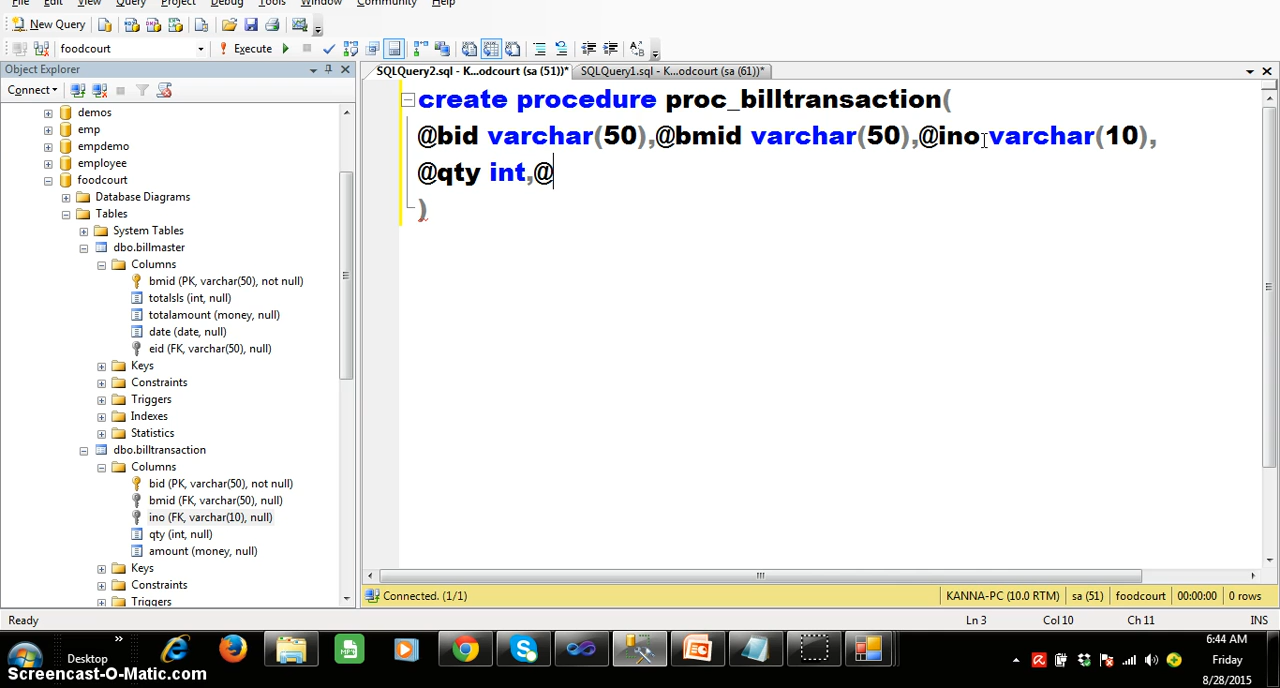 File Edit View Query Project Debug Tools Window Community Help
New Query
foodcourt Execute
Object Explorer
SQLQuery2.sql - K...odcourt (sa (51))* SQLQuery1.sql - K...odcourt (sa (61))*
Connect
demos
emp
empdemo
employee
foodcourt
Database Diagrams
Tables
System Tables
dbo.billmaster
Columns
bmid (PK, varchar(50), not null)
totalsls (int, null)
totalamount (money, null)
date (date, null)
eid (FK, varchar(50), null)
Keys
Constraints
Triggers
Indexes
Statistics
dbo.billtransaction
Columns
bid (PK, varchar(50), not null)
bmid (FK, varchar(50), null)
ino (FK, varchar(10), null)
qty (int, null)
amount (money, null)
Keys
Constraints
Triggers
create procedure proc_billtransaction(
@bid varchar(50),@bmid varchar(50),@ino varchar(10),
@qty int,@
)
Connected. (1/1) KANNA-PC (10.0 RTM) sa (51) foodcourt 00:00:00 0 rows
Ready Ln 3 Col 10 Ch 11 INS
Desktop
6:44 AM
Friday
8/28/2015
Screencast-O-Matic.com